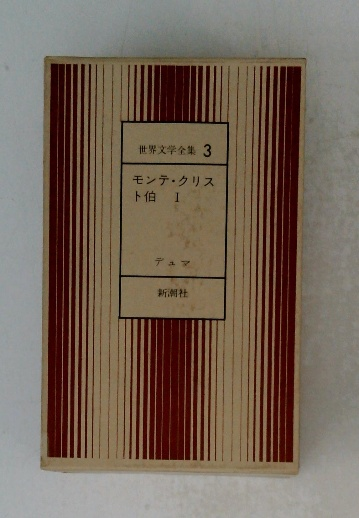 世界文学全集 3
モンテ・クリス
ト伯 I
デュマ
新潮社